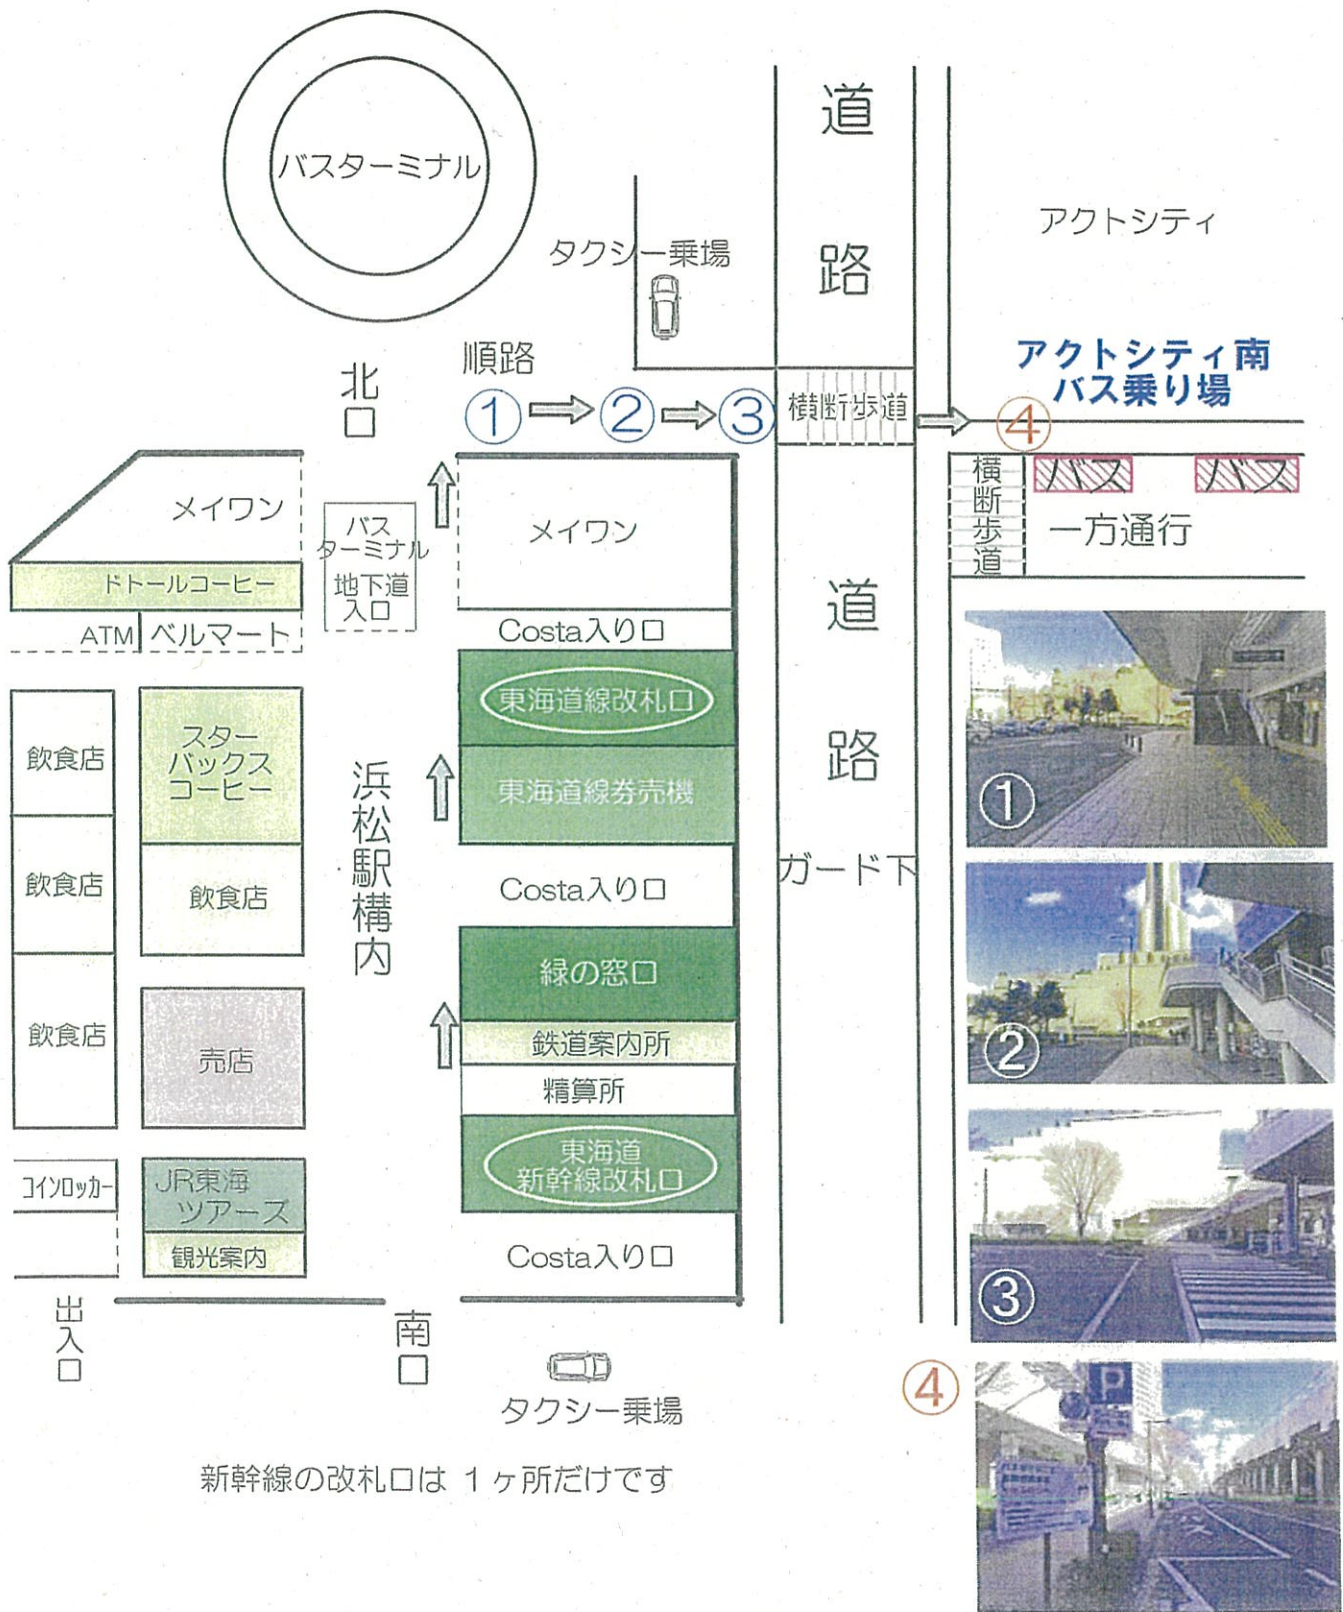 バスターミナル
道
路
アクトシティ
タクシー乗場
アクトシティ南
バス乗り場
北口
順路
① ② ③ 横断歩道 ④
メイワン
バス
ターミナル
地下道
入口
メイワン
横断歩道
バス バス
一方通行
ドトールコーヒー
ATM ベルマート
Costa入り口
東海道線改札口
道
路
ガード下
飲食店
スター
バックス
コーヒー
浜松駅構内
東海道線券売機
①
飲食店
飲食店
Costa入り口
緑の窓口
②
飲食店
売店
鉄道案内所
精算所
東海道
新幹線改札口
コインロッカー
JR東海
ツアーズ
観光案内
Costa入り口
③
出入口
南口
タクシー乗場
④
P
新幹線の改札口は 1ヶ所だけです